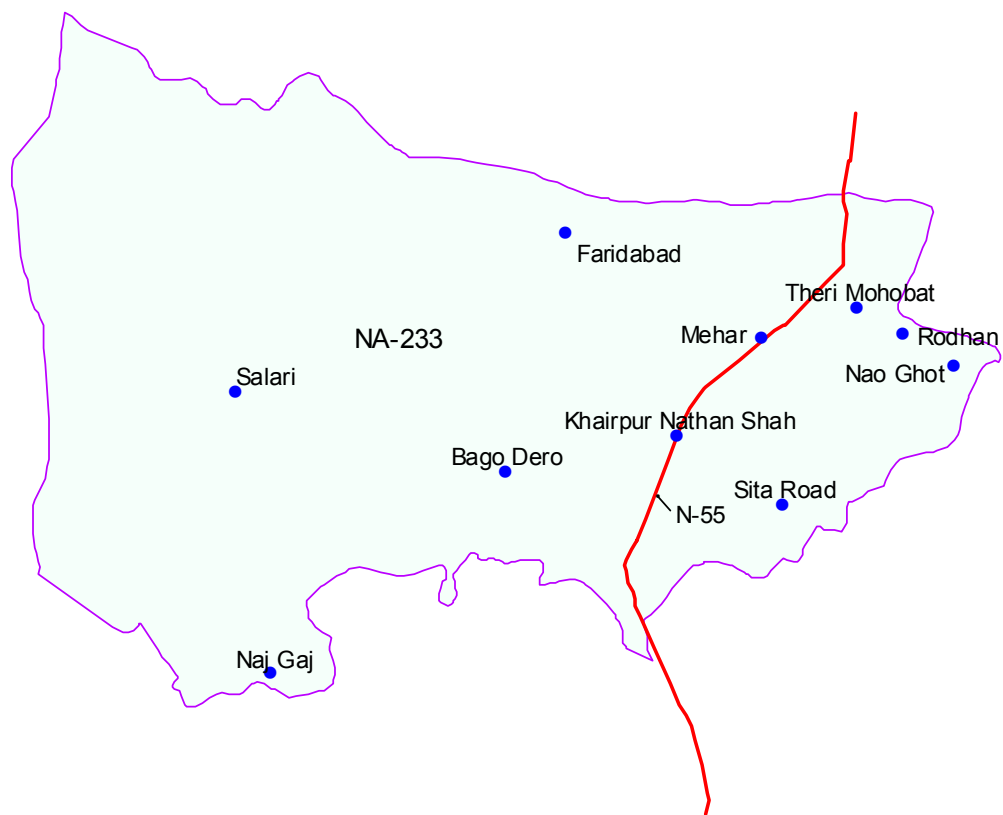 Faridabad
Theri Mohobat
Mehar
Rodhan
NA-233
Nao Ghot
Salari
Khairpur Nathan Shah
Bago Dero
Sita Road
N-55
Naj Gaj